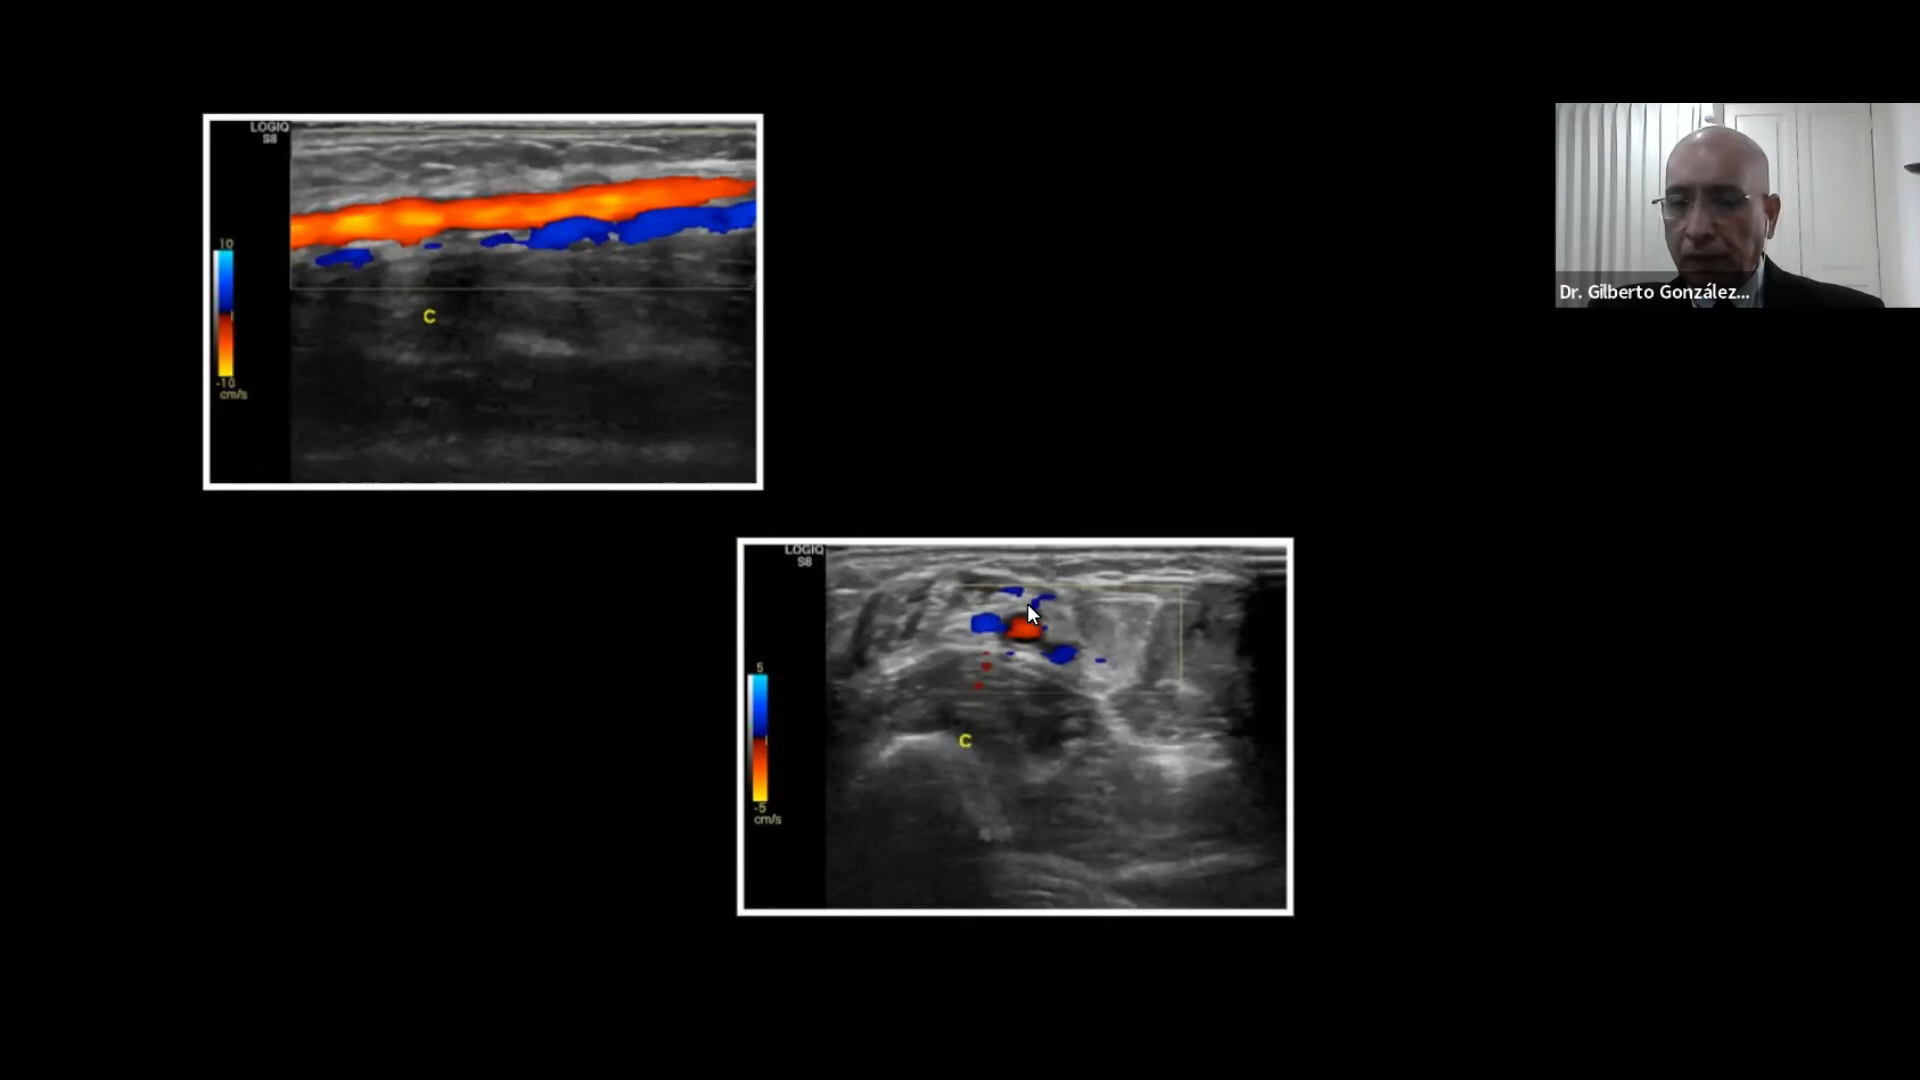 LOGIQ
S8
10
C
-10
cm/s
Dr. Gilberto González...
LOGIQ
S8
5
C
-5
cm/s